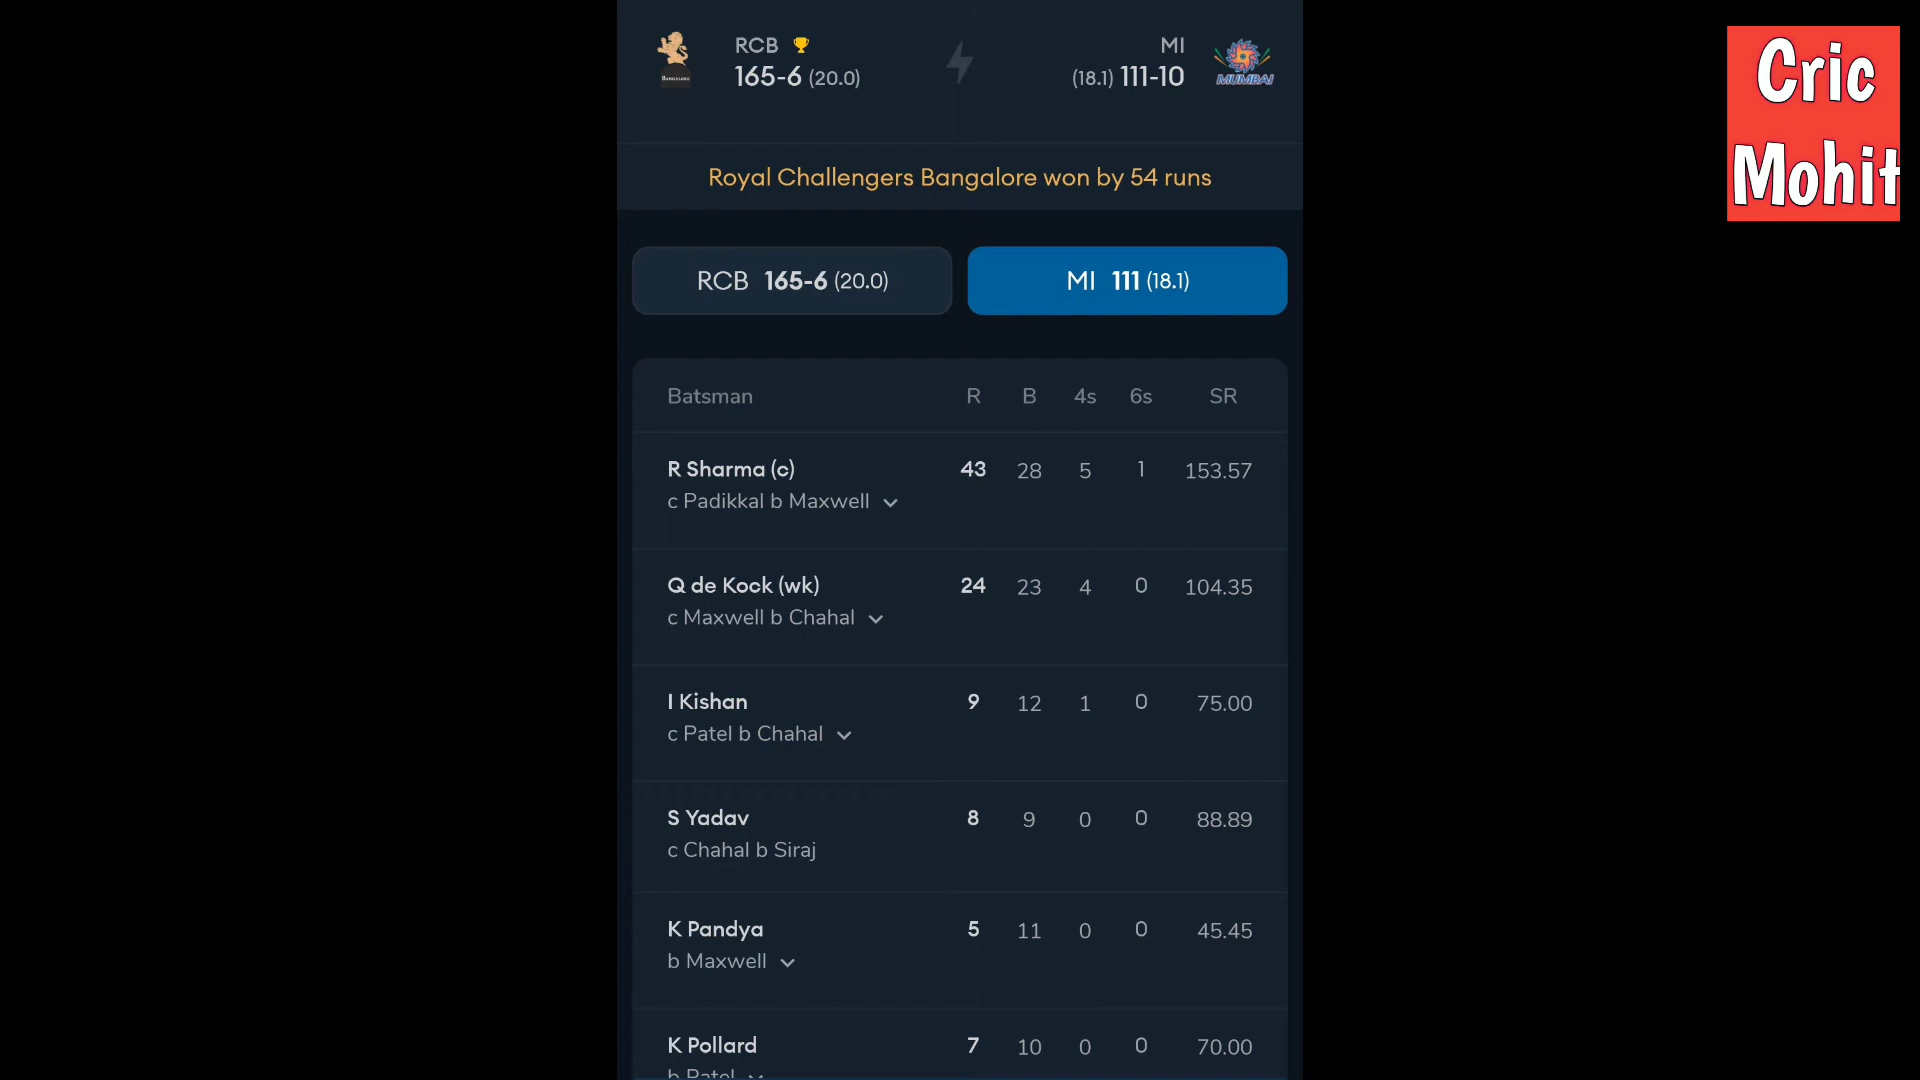 RCB
165-6 (20.0)
BANGALORE
MI
(18.1) 111-10
MUMBAI
Cric
Mohit
Royal Challengers Bangalore won by 54 runs
RCB 165-6 (20.0)
MI 111 (18.1)
Batsman R B 4s 6s SR
R Sharma (c) 43 28 5 1 153.57
c Padikkal b Maxwell
Q de Kock (wk) 24 23 4 0 104.35
c Maxwell b Chahal
I Kishan 9 12 1 0 75.00
c Patel b Chahal
S Yadav 8 9 0 0 88.89
c Chahal b Siraj
K Pandya 5 11 0 0 45.45
b Maxwell
K Pollard 7 10 0 0 70.00
b Patel